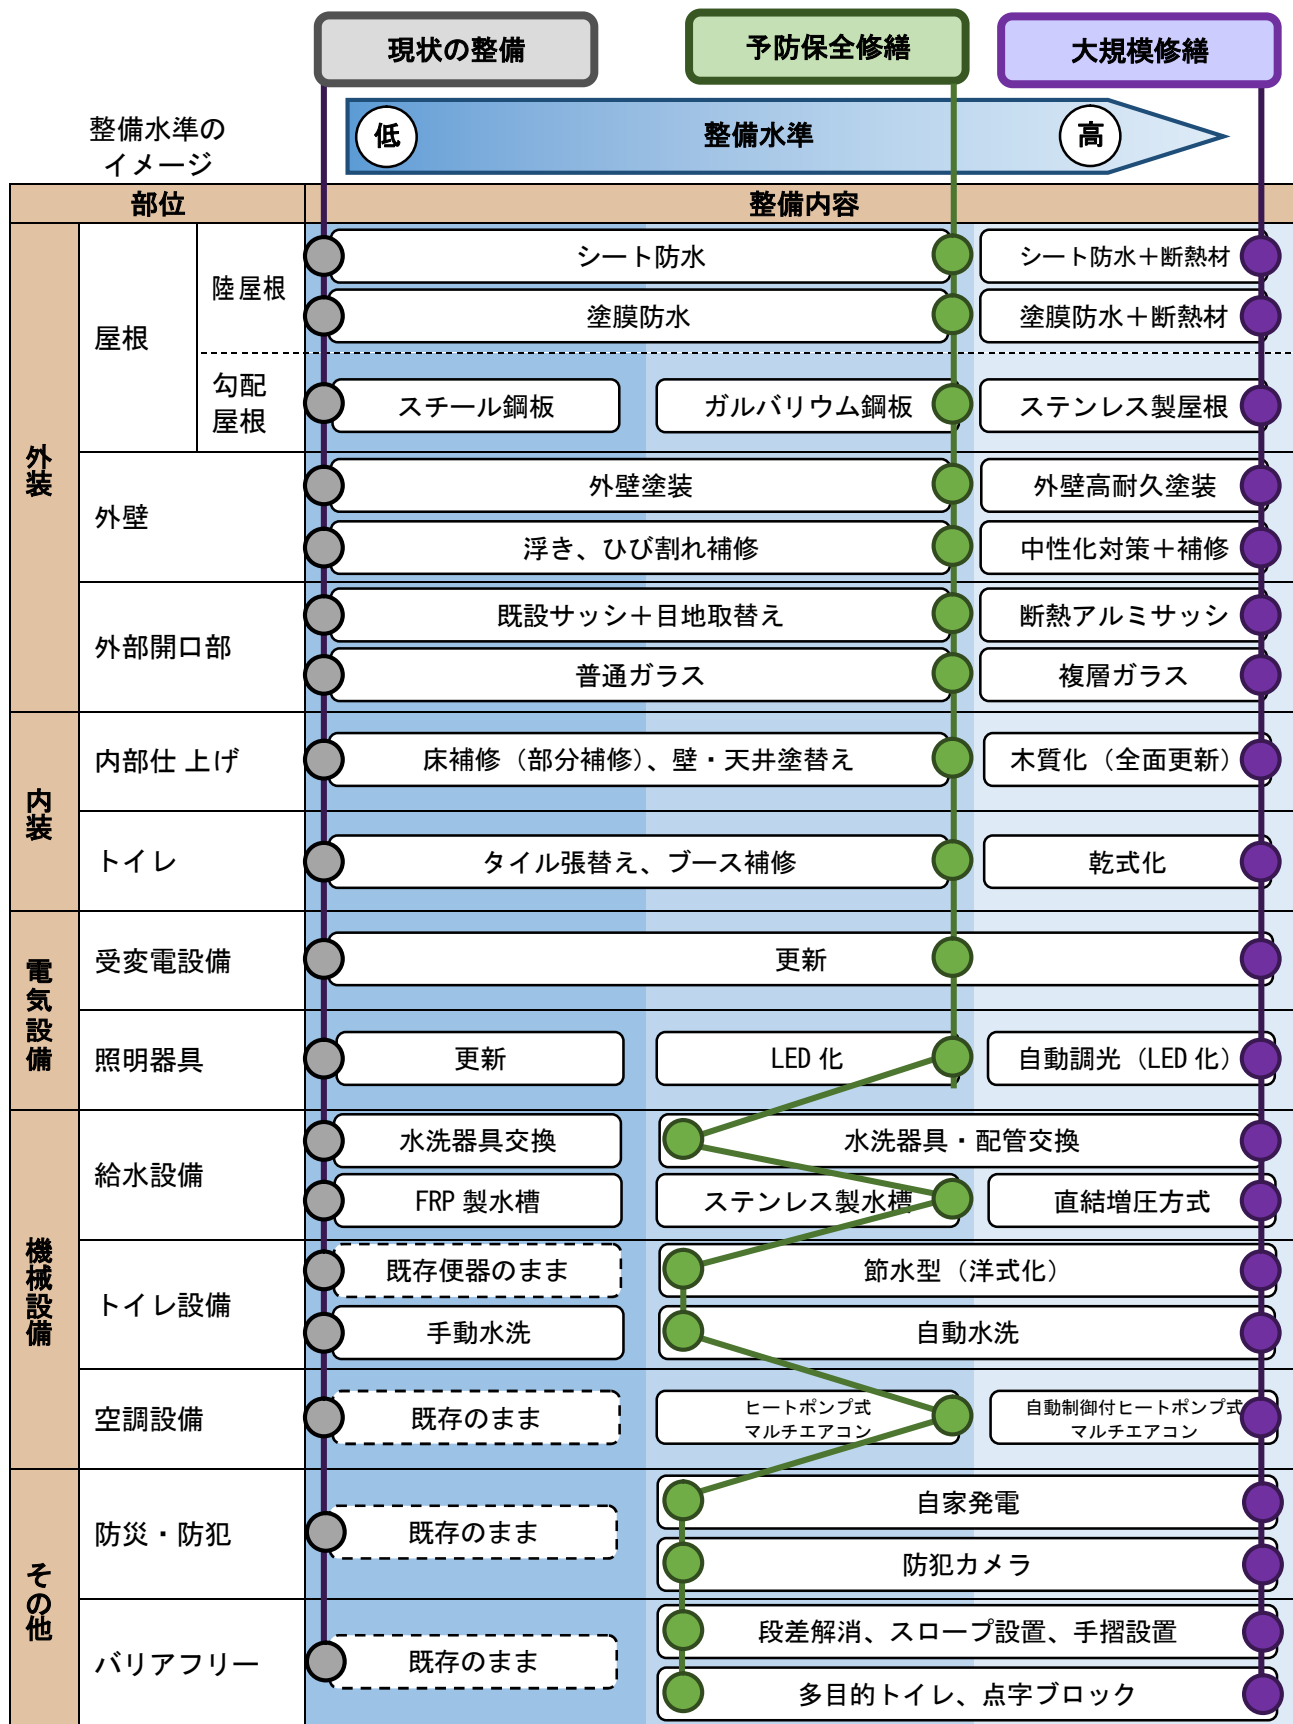 現状の整備
予防保全修繕
大規模修繕
整備水準の
イメージ
低
整備水準
高
部位
整備内容
外装
屋根
陸屋根
シート防水
シート防水＋断熱材
塗膜防水
塗膜防水＋断熱材
勾配
屋根
スチール鋼板
ガルバリウム鋼板
ステンレス製屋根
外壁
外壁塗装
外壁高耐久塗装
浮き、ひび割れ補修
中性化対策＋補修
外部開口部
既設サッシ＋目地取替え
断熱アルミサッシ
普通ガラス
複層ガラス
内装
内部仕上げ
床補修（部分補修）、壁・天井塗替え
木質化（全面更新）
トイレ
タイル張替え、ブース補修
乾式化
電気設備
受変電設備
更新
照明器具
更新
LED 化
自動調光（LED 化）
機械設備
給水設備
水洗器具交換
水洗器具・配管交換
FRP 製水槽
ステンレス製水槽
直結増圧方式
トイレ設備
既存便器のまま
節水型（洋式化）
手動水洗
自動水洗
空調設備
既存のまま
ヒートポンプ式
マルチエアコン
自動制御付ヒートポンプ式
マルチエアコン
その他
防災・防犯
既存のまま
自家発電
防犯カメラ
バリアフリー
既存のまま
段差解消、スロープ設置、手摺設置
多目的トイレ、点字ブロック